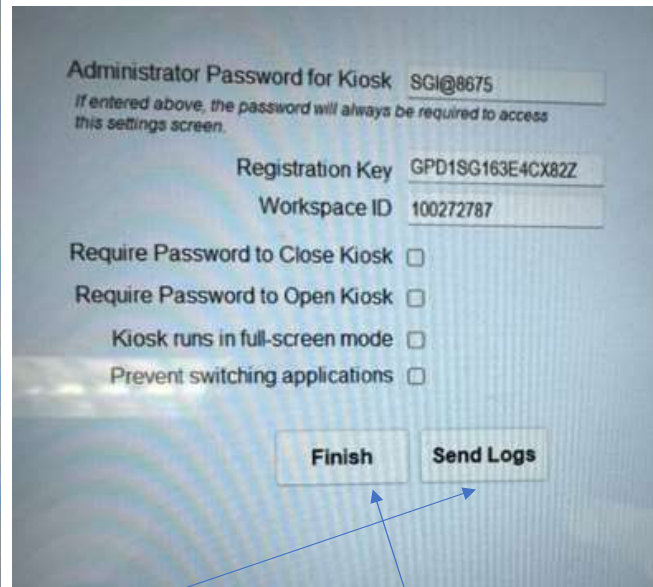 Administrator Password for Kiosk SGI@8675
If entered above, the password will always be required to access
this settings screen.
Registration Key GPD1SG163E4CX82Z
Workspace ID 100272787
Require Password to Close Kiosk
Require Password to Open Kiosk
Kiosk runs in full-screen mode
Prevent switching applications
Finish Send Logs